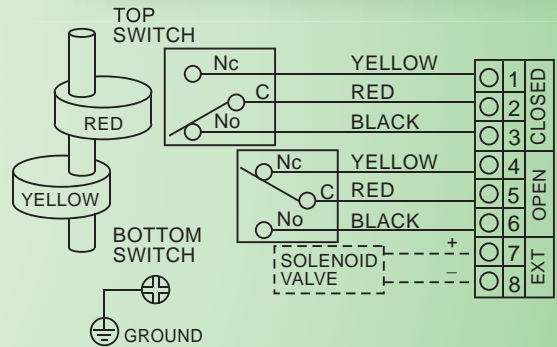 TOP
SWITCH
Nc
YELLOW
1
C
RED
2
CLOSED
RED
No
BLACK
3
Nc
YELLOW
4
YELLOW
C
RED
5
OPEN
No
BLACK
6
BOTTOM
SWITCH
SOLENOID
VALVE
+
7
–
8
EXT
GROUND